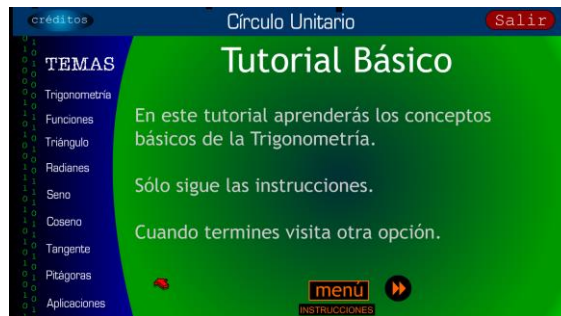 créditos
Círculo Unitario
Salir
TEMAS
Trigonometría
Funciones
Triángulo
Radianes
Seno
Coseno
Tangente
Pitágoras
Aplicaciones
Tutorial Básico
En este tutorial aprenderás los conceptos
básicos de la Trigonometría.
Sólo sigue las instrucciones.
Cuando termines visita otra opción.
menú
INSTRUCCIONES